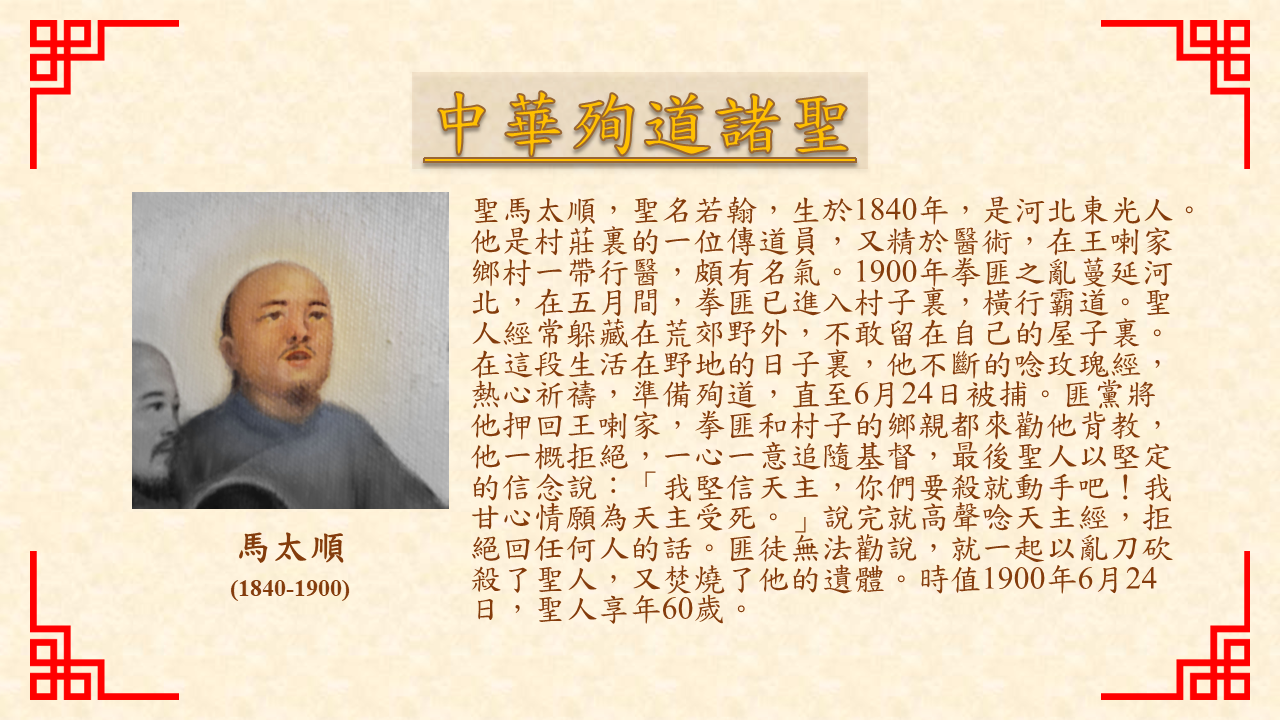 中華殉道諸聖
聖馬太順，聖名若翰，生於1840年，是河北東光人。
他是村莊裏的一位傳道員，又精於醫術，在王喇家
鄉村一帶行醫，頗有名氣。1900年拳匪之亂蔓延河
北，在五月間，拳匪已進入村子裏，橫行霸道。聖
人經常躲藏在荒郊野外，不敢留在自己的屋子裏。
在這段生活在野地的日子裏，他不斷的唸玫瑰經，
熱心祈禱，準備殉道，直至6月24日被捕。匪黨將
他押回王喇家，拳匪和村子的鄉親都來勸他背教，
他一概拒絕，一心一意追隨基督，最後聖人以堅定
的信念說：「我堅信天主，你們要殺就動手吧！我
甘心情願為天主受死。」說完就高聲唸天主經，拒
絕回任何人的話。匪徒無法勸說，就一起以亂刀砍
殺了聖人，又焚燒了他的遺體。時值1900年6月24
日，聖人享年60歲。
馬太順
(1840-1900)